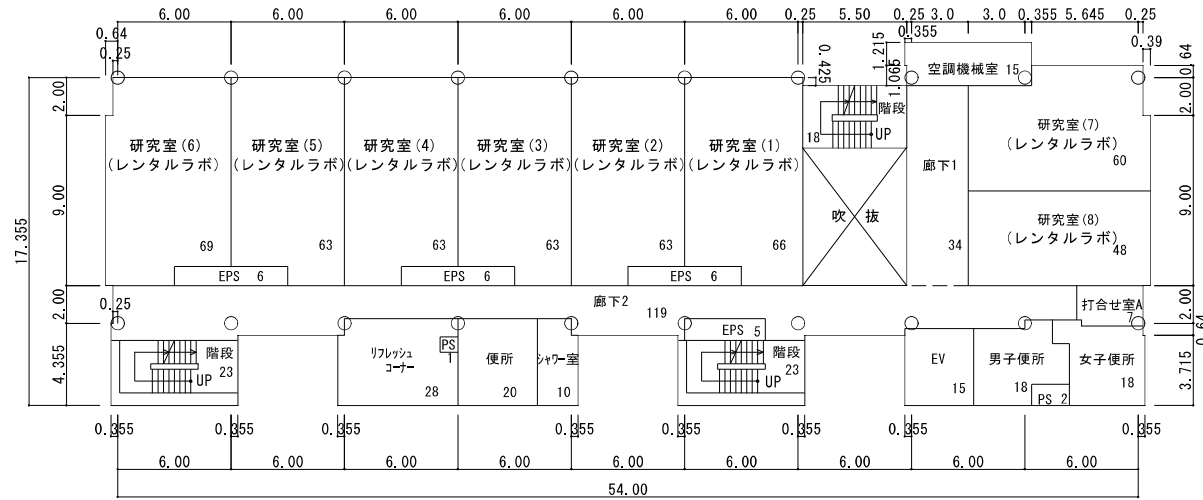 6.00 6.00 6.00 6.00 6.00 6.00 0.25 5.50 0.25 3.0 3.0 0.355 5.645 0.25
0.64
0.355
0.39
0.25
0.425
1.215
1.065
0.64
空調機械室 15
2.00
2.00
階段
18
UP
研究室(6)
(レンタルラボ)
研究室(5)
(レンタルラボ)
研究室(4)
(レンタルラボ)
研究室(3)
(レンタルラボ)
研究室(2)
(レンタルラボ)
研究室(1)
(レンタルラボ)
研究室(7)
(レンタルラボ)
60
廊下1
17.355
9.00
9.00
吹 抜
研究室(8)
(レンタルラボ)
48
69
63
63
63
63
66
34
EPS 6
EPS 6
EPS 6
0.25
2.00
廊下2
119
打合せ室A
7
2.00
0.64
4.355
階段
23
UP
リフレッシュ
コーナー
28
PS
1
便所
20
シャワー室
10
EPS 5
階段
23
UP
EV
15
男子便所
18
PS 2
女子便所
18
3.715
0.355 0.355 0.355 0.355 0.355 0.355 0.355 0.355
6.00 6.00 6.00 6.00 6.00 6.00 6.00 6.00 6.00
54.00